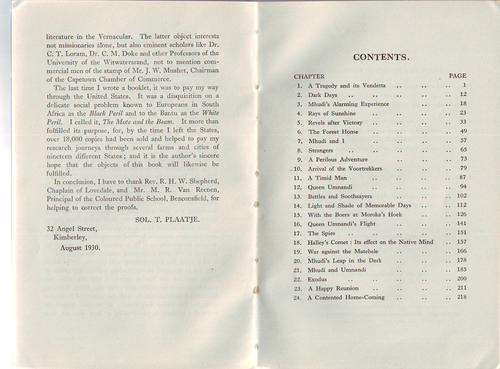 literature in the Vernacular. The latter object interests
not missionaries alone, but also eminent scholars like Dr.
C. T. Loram, Dr. C. M. Doke and other Professors of the
University of the Witwatersrand, not to mention commer-
cial men of the stamp of Mr. J. W. Mushet, Chairman
of the Capetown Chamber of Commerce.
The last time I wrote a booklet, it was to pay my way
through the United States. It was a disquisition on a
delicate social problem known to Europeans in South
Africa as the Black Peril and to the Bantu as the White
Peril. I called it, The Mote and the Beam. It more than
fulfilled its purpose, for, by the time I left the States,
over 18,000 copies had been sold and helped to pay my
research journeys through several farms and cities of
nineteen different states; and it is the author's sincere
hope that the objects of this book will likewise be
fulfilled.
In conclusion, I have to thank Rev. R. H. W. Shepherd,
Chaplain of Lovedale, and Mr. M. R. Van Reenen,
Principal of the Coloured Public School, Beaconsfield, for
helping to correct the proofs.
SOL. T. PLAATJE.
32 Angel Street,
Kimberley,
August 1930.
CONTENTS.
CHAPTER PAGE
1. A Tragedy and its Vendetta .. .. .. 1
2. Dark Days .. .. .. .. 12
3. Mhudi's Alarming Experience .. .. .. 18
4. Rays of Sunshine .. .. .. .. 23
5. Revels after Victory .. .. .. .. 33
6. The Forest Home .. .. .. .. 49
7. Mhudi and I .. .. .. .. 57
8. Strangers .. .. .. .. 65
9. A Perilous Adventure .. .. .. 73
10. Arrival of the Voortrekkers .. .. .. 79
11. A Timid Man .. .. .. .. 87
12. Queen Umnandi .. .. .. .. 94
13. Battles and Soothsayers .. .. .. 102
14. Light and Shade of Memorable Days .. .. 112
15. With the Boers at Moroka's Hoek .. .. 126
16. Queen Umnandi's Flight .. .. .. 141
17. The Spies .. .. .. .. 151
18. Halley's Comet : Its effect on the Native Mind .. 157
19. War against the Matebele .. .. .. 166
20. Mhudi's Leap in the Dark .. .. .. 178
21. Mhudi and Umnandi .. .. .. 183
22. Exodus .. .. .. .. 200
23. A Happy Reunion .. .. .. .. 211
24. A Contented Home-Coming .. .. .. 218